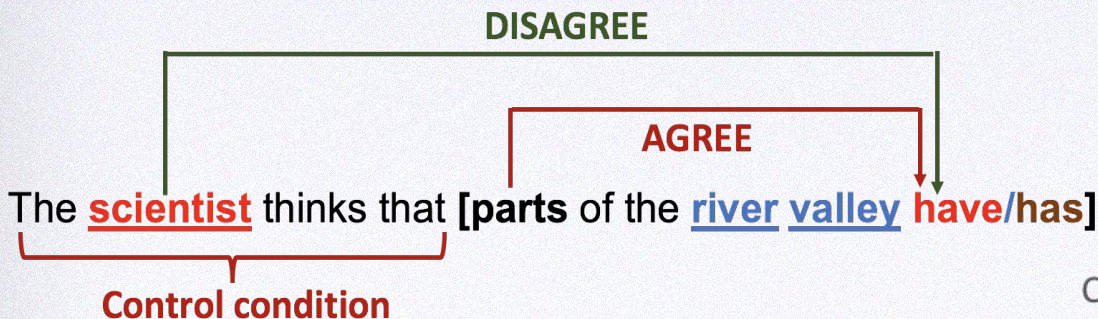 DISAGREE
AGREE
The scientist thinks that [parts of the river valley have/has]
Control condition